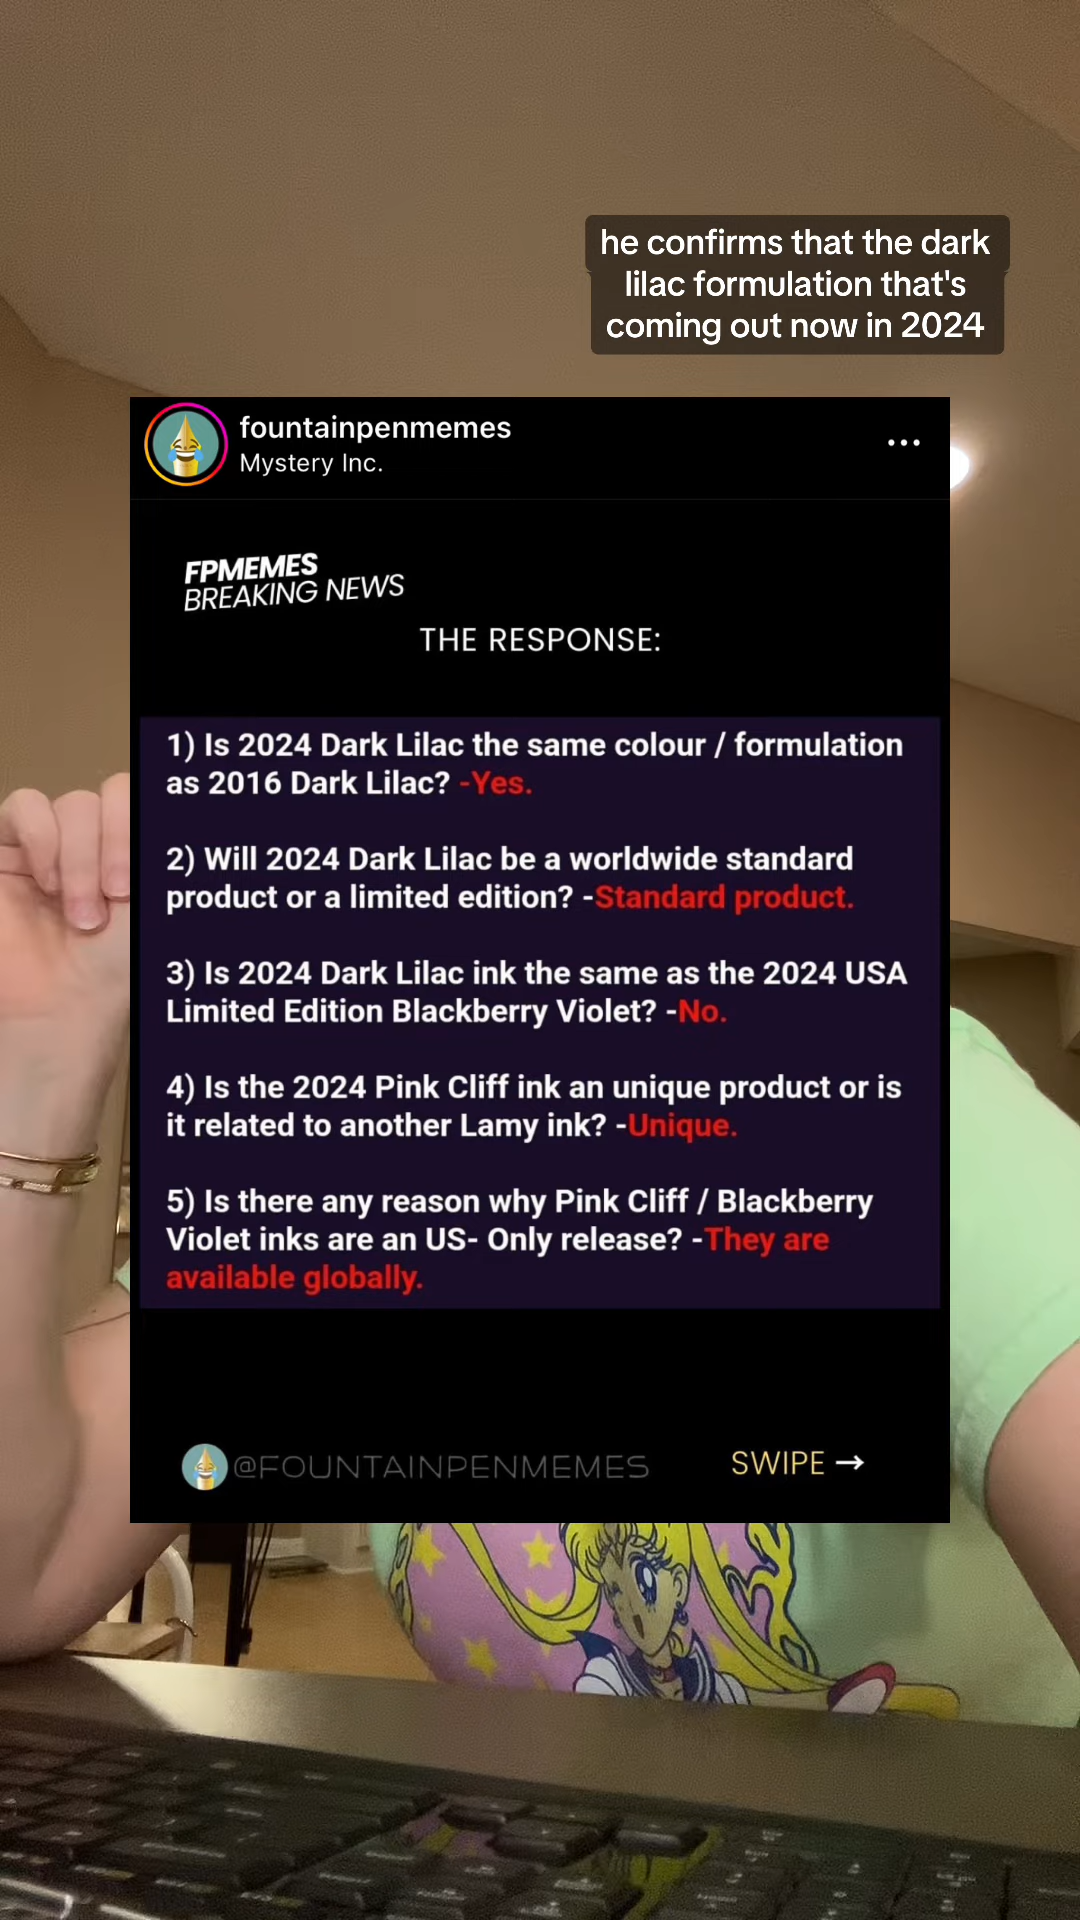 he confirms that the dark
lilac formulation that's
coming out now in 2024
fountainpenmemes
Mystery Inc.
FPMEMES
BREAKING NEWS
THE RESPONSE:
1) Is 2024 Dark Lilac the same colour / formulation
as 2016 Dark Lilac? -Yes.
2) Will 2024 Dark Lilac be a worldwide standard
product or a limited edition? -Standard product.
3) Is 2024 Dark Lilac ink the same as the 2024 USA
Limited Edition Blackberry Violet? -No.
4) Is the 2024 Pink Cliff ink an unique product or is
it related to another Lamy ink? -Unique.
5) Is there any reason why Pink Cliff / Blackberry
Violet inks are an US- Only release? -They are
available globally.
@FOUNTAINPENMEMES
SWIPE →